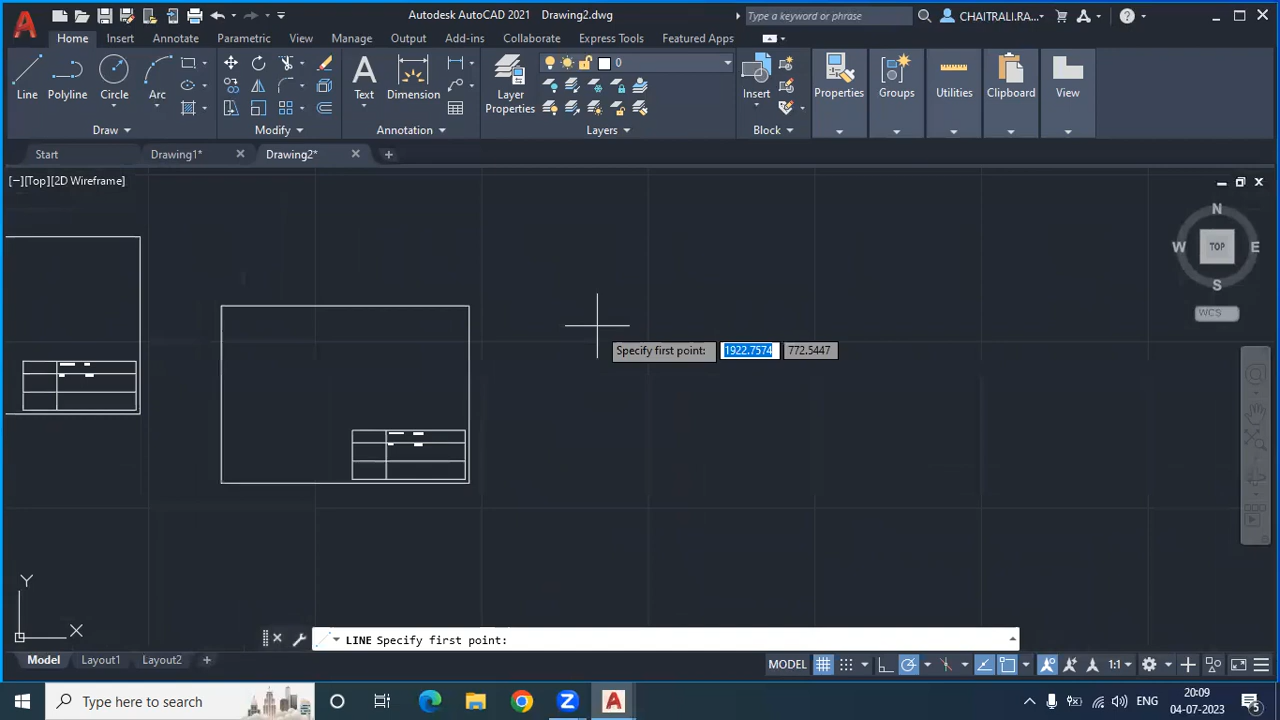 Autodesk AutoCAD 2021 Drawing2.dwg
Type a keyword or phrase
CHAITRALI.RA...
Home Insert Annotate Parametric View Manage Output Add-ins Collaborate Express Tools Featured Apps
0
Line Polyline Circle Arc
Text Dimension
Layer Properties
Insert
Properties Groups Utilities Clipboard View
Draw Modify Annotation Layers Block
Start Drawing1* Drawing2*
[−][Top][2D Wireframe]
N
W TOP E
S
WCS
Specify first point: 1922.7574 772.5447
Y
X
LINE Specify first point:
Model Layout1 Layout2 +
MODEL 1:1
Type here to search
ENG
20:09
04-07-2023
5